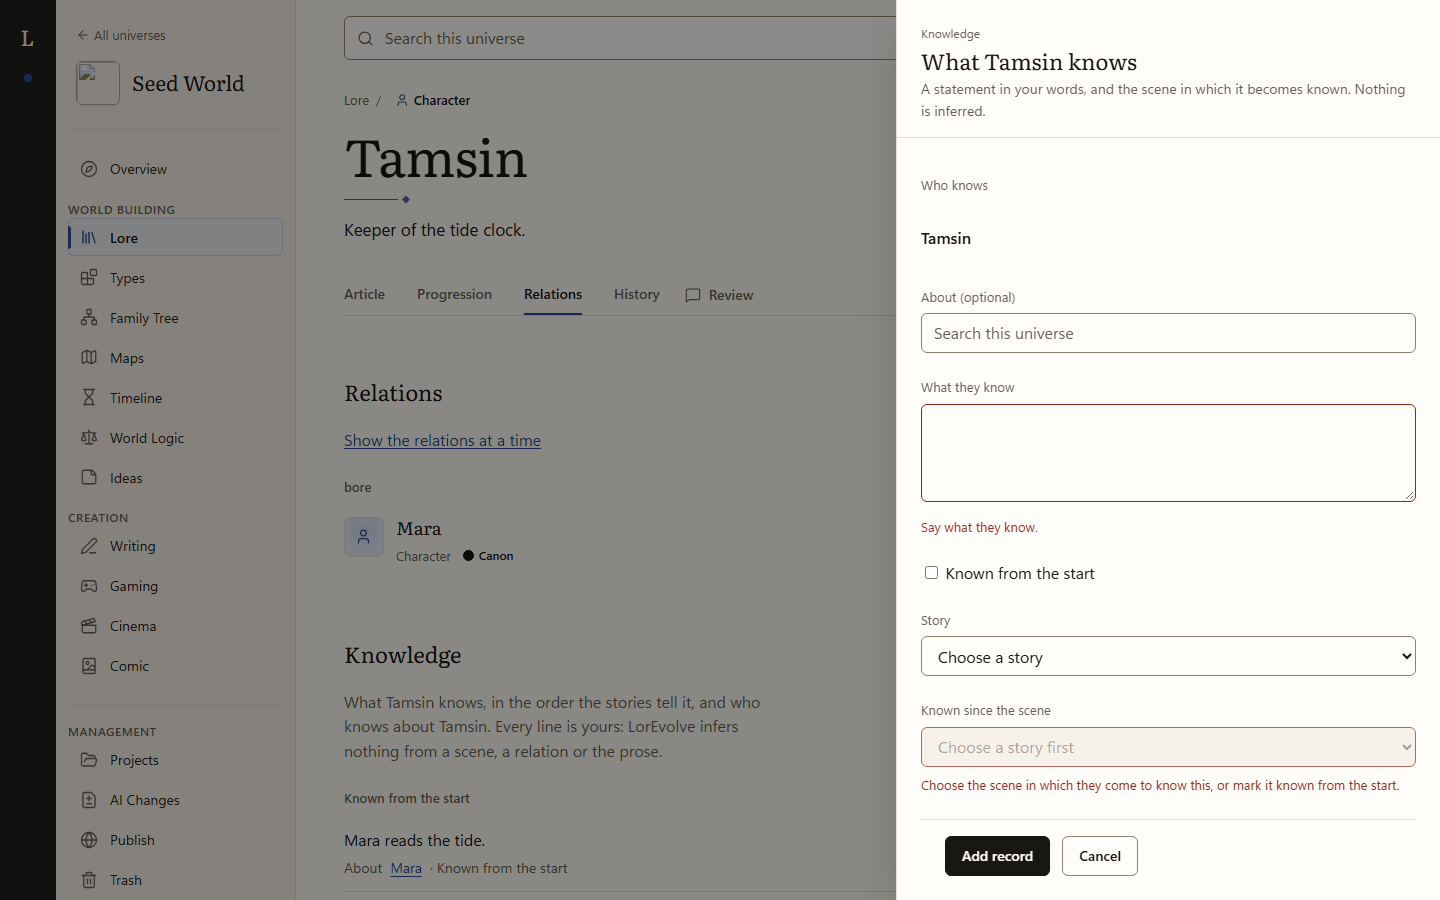 L
All universes
Seed World
Overview
WORLD BUILDING
Lore
Types
Family Tree
Maps
Timeline
World Logic
Ideas
CREATION
Writing
Gaming
Cinema
Comic
MANAGEMENT
Projects
AI Changes
Publish
Trash
Search this universe
Lore / Character
Tamsin
Keeper of the tide clock.
Article Progression Relations History Review
Relations
Show the relations at a time
bore
Mara
Character Canon
Knowledge
What Tamsin knows, in the order the stories tell it, and who
knows about Tamsin. Every line is yours: LorEvolve infers
nothing from a scene, a relation or the prose.
Known from the start
Mara reads the tide.
About Mara · Known from the start
Knowledge
What Tamsin knows
A statement in your words, and the scene in which it becomes known. Nothing
is inferred.
Who knows
Tamsin
About (optional)
Search this universe
What they know
Say what they know.
Known from the start
Story
Choose a story
Known since the scene
Choose a story first
Choose the scene in which they come to know this, or mark it known from the start.
Add record Cancel